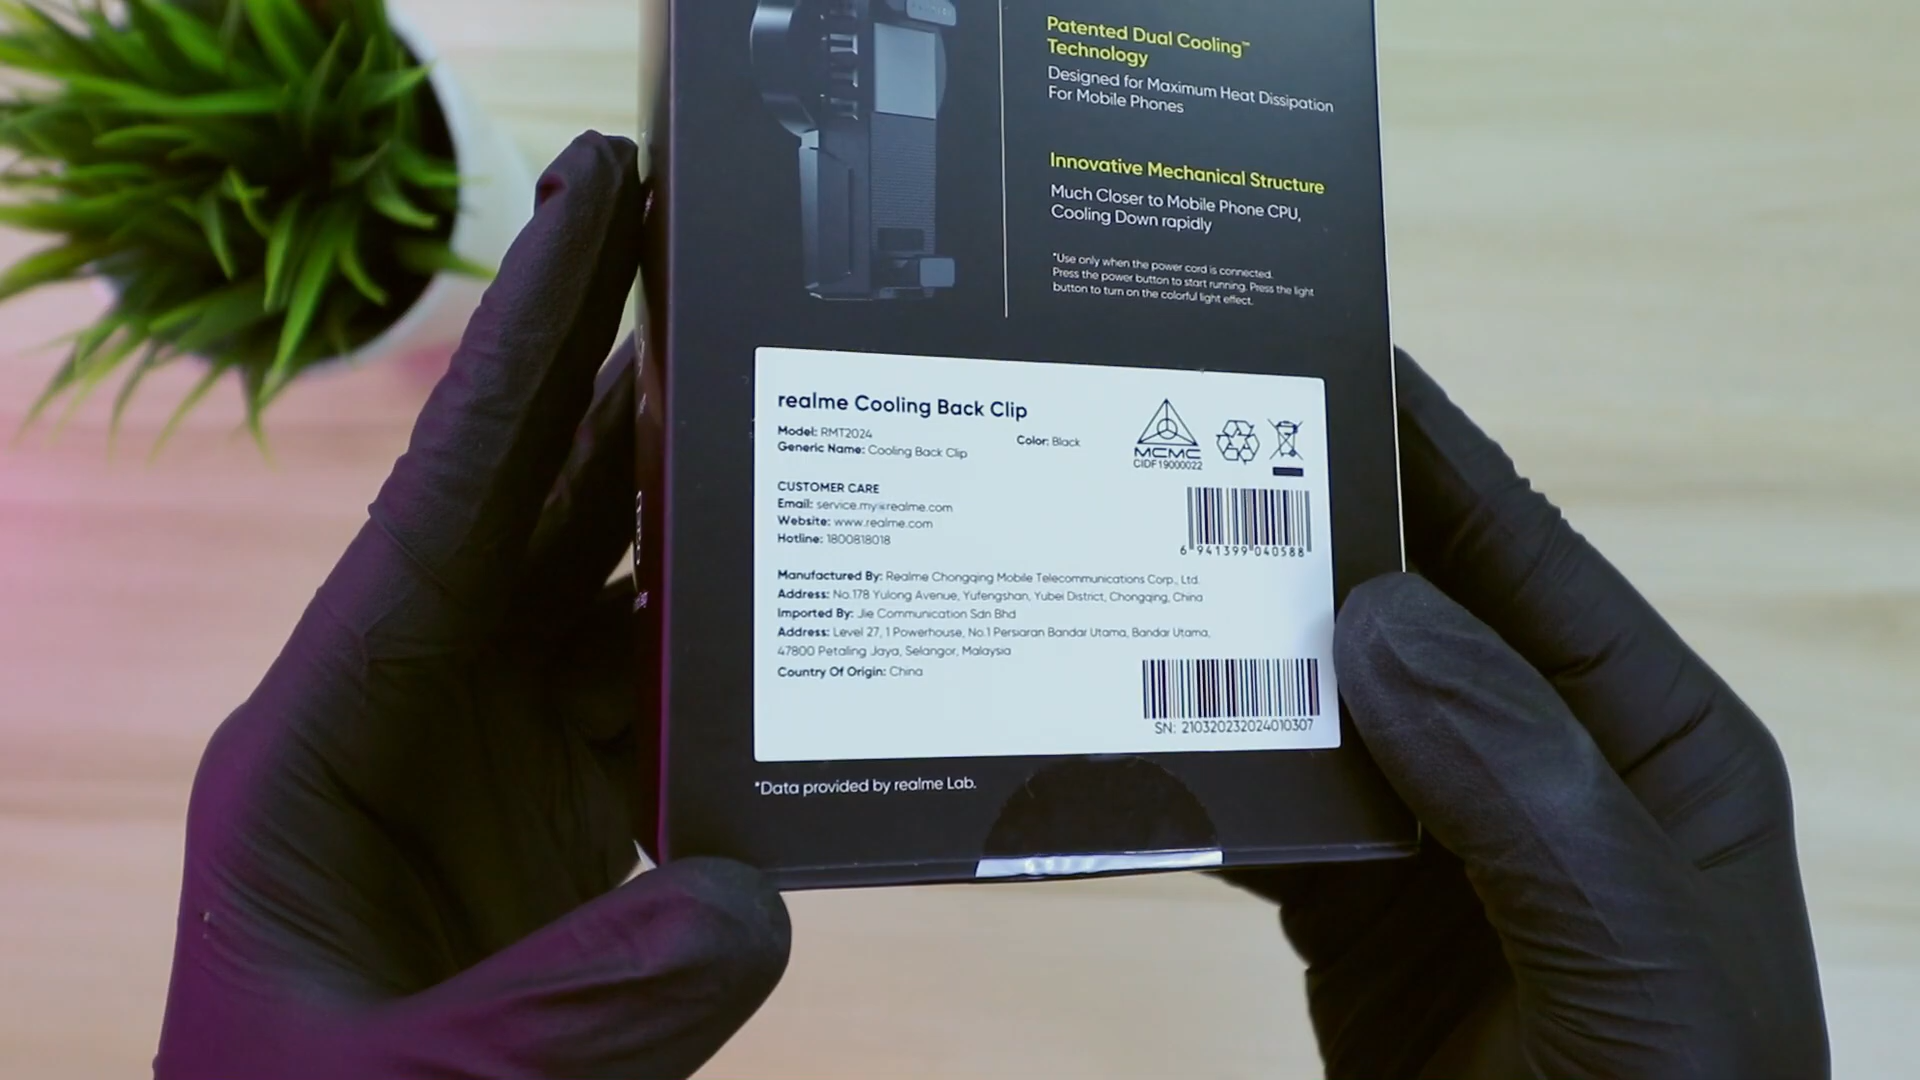 Patented Dual Cooling™
Technology
Designed for Maximum Heat Dissipation
For Mobile Phones
Innovative Mechanical Structure
Much Closer to Mobile Phone CPU,
Cooling Down rapidly
*Use only when the power cord is connected.
Press the power button to start running. Press the light
button to turn on the colorful light effect.
realme Cooling Back Clip
Model: RMT2024
Color: Black
Generic Name: Cooling Back Clip
MCMC
CIDF19000022
CUSTOMER CARE
Email: service.my@realme.com
Website: www.realme.com
Hotline: 1800818018
6 941399 040588
Manufactured By: Realme Chongqing Mobile Telecommunications Corp., Ltd.
Address: No.178 Yulong Avenue, Yufengshan, Yubei District, Chongqing, China
Imported By: Jie Communication Sdn Bhd
Address: Level 27, 1 Powerhouse, No.1 Persiaran Bandar Utama, Bandar Utama,
47800 Petaling Jaya, Selangor, Malaysia
Country Of Origin: China
SN: 210320232024010307
*Data provided by realme Lab.